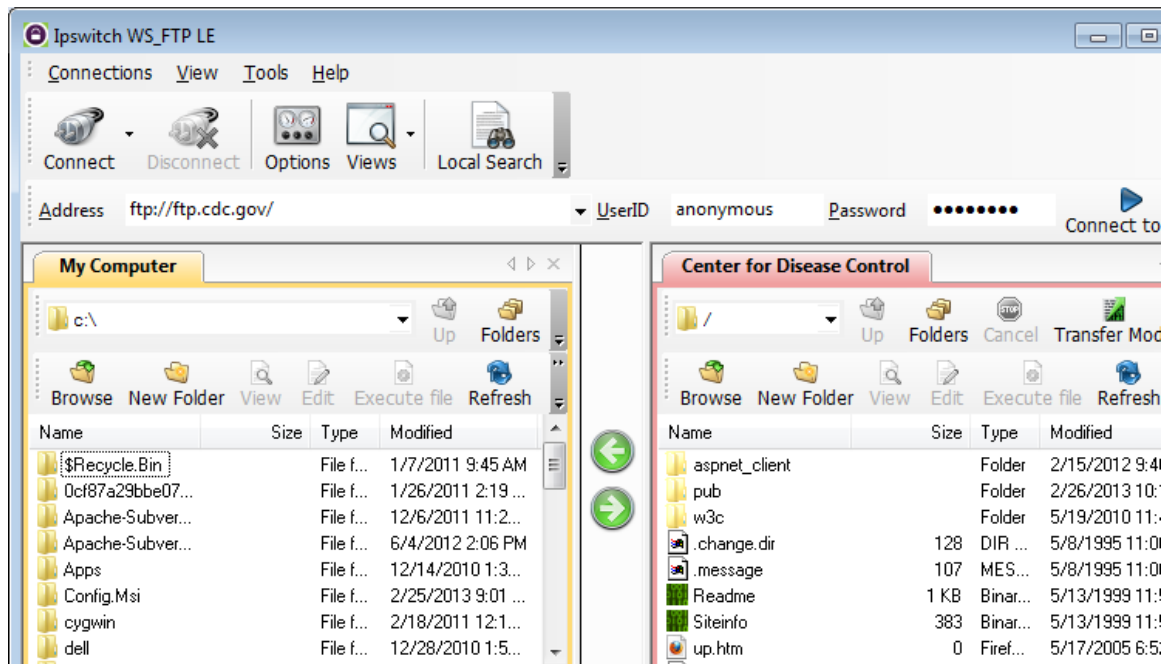 Ipswitch WS_FTP LE
Connections View Tools Help
Connect Disconnect Options Views Local Search
Address ftp://ftp.cdc.gov/ UserID anonymous Password •••••••• Connect to
My Computer
c:\ Up Folders
Browse New Folder View Edit Execute file Refresh
Name Size Type Modified
$Recycle.Bin File f... 1/7/2011 9:45 AM
0cf87a29bbe07... File f... 1/26/2011 2:19 ...
Apache-Subver... File f... 12/6/2011 11:2...
Apache-Subver... File f... 6/4/2012 2:06 PM
Apps File f... 12/14/2010 1:3...
Config.Msi File f... 2/25/2013 9:01 ...
cygwin File f... 2/18/2011 12:1...
dell File f... 12/28/2010 1:5...
Center for Disease Control
/ Up Folders Cancel STOP Transfer Mod
Browse New Folder View Edit Execute file Refresh
Name Size Type Modified
aspnet_client Folder 2/15/2012 9:4
pub Folder 2/26/2013 10:
w3c Folder 5/19/2010 11:
.change.dir 128 DIR ... 5/8/1995 11:0
.message 107 MES... 5/8/1995 11:0
Readme 1 KB Binar... 5/13/1999 11:
Siteinfo 383 Binar... 5/13/1999 11:
up.htm 0 Firef... 5/17/2005 6:5